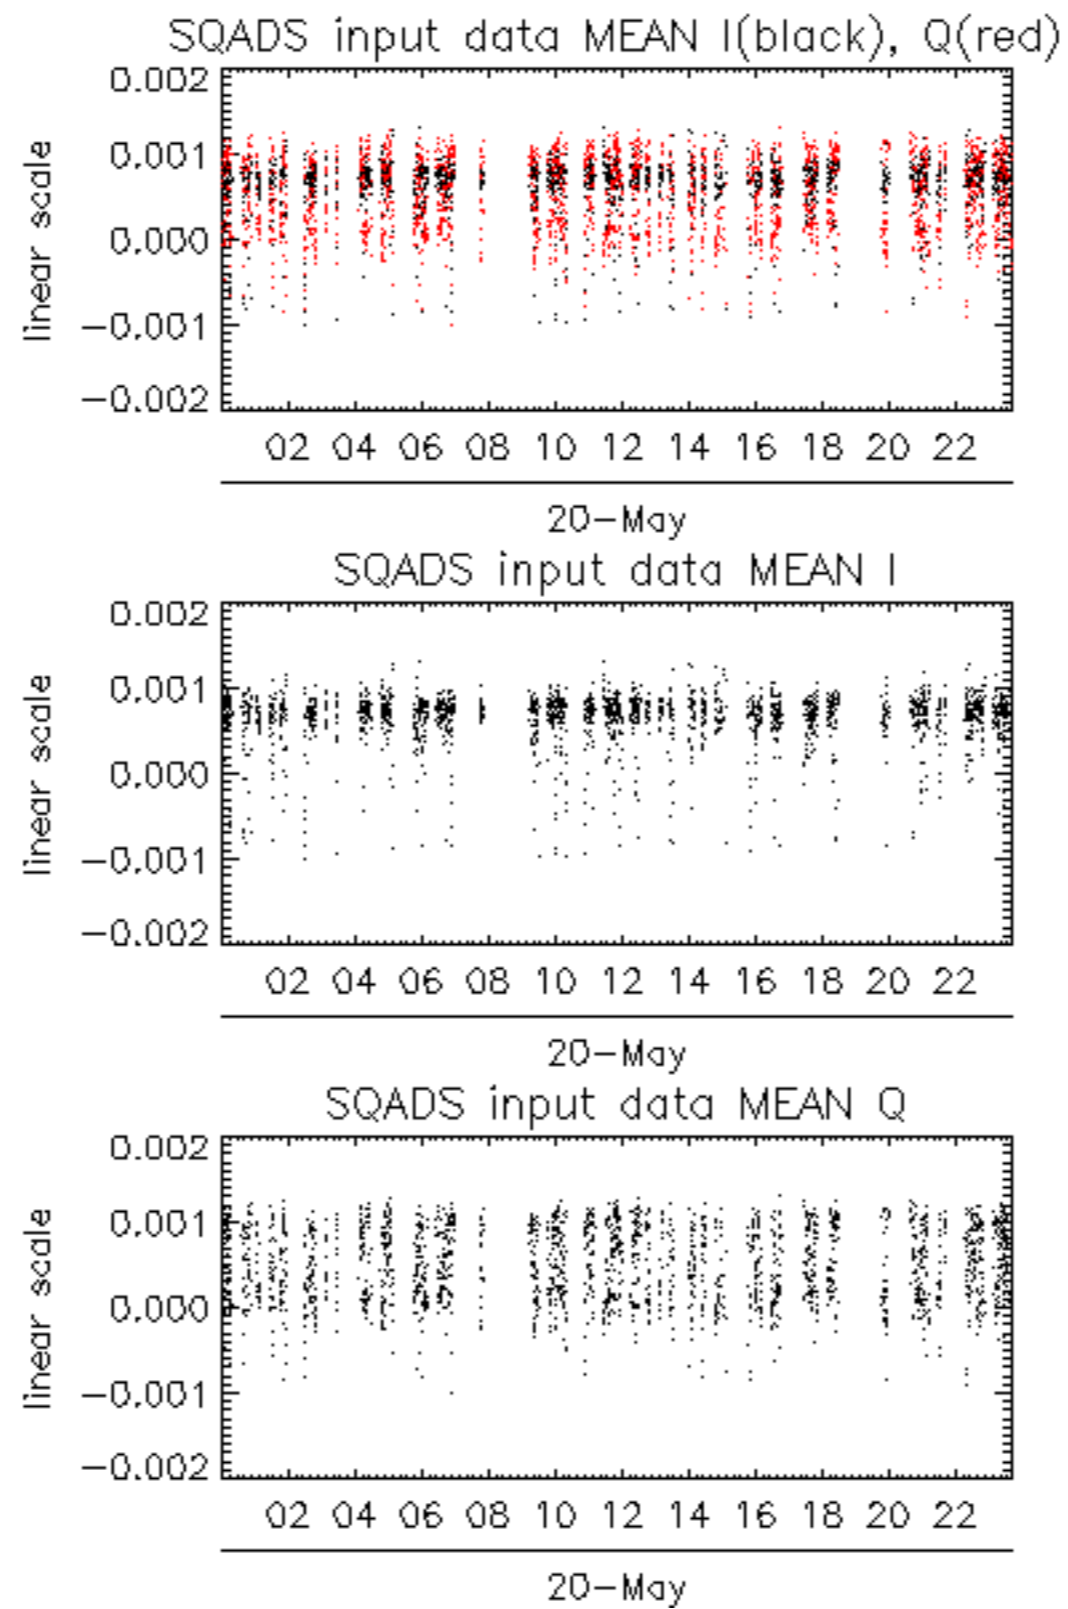 SQADS input data MEAN I(black), Q(red)
0.002
0.001
0.000
−0.001
−0.002
linear scale
02 04 06 08 10 12 14 16 18 20 22
20−May
SQADS input data MEAN I
0.002
0.001
0.000
−0.001
−0.002
linear scale
02 04 06 08 10 12 14 16 18 20 22
20−May
SQADS input data MEAN Q
0.002
0.001
0.000
−0.001
−0.002
linear scale
02 04 06 08 10 12 14 16 18 20 22
20−May